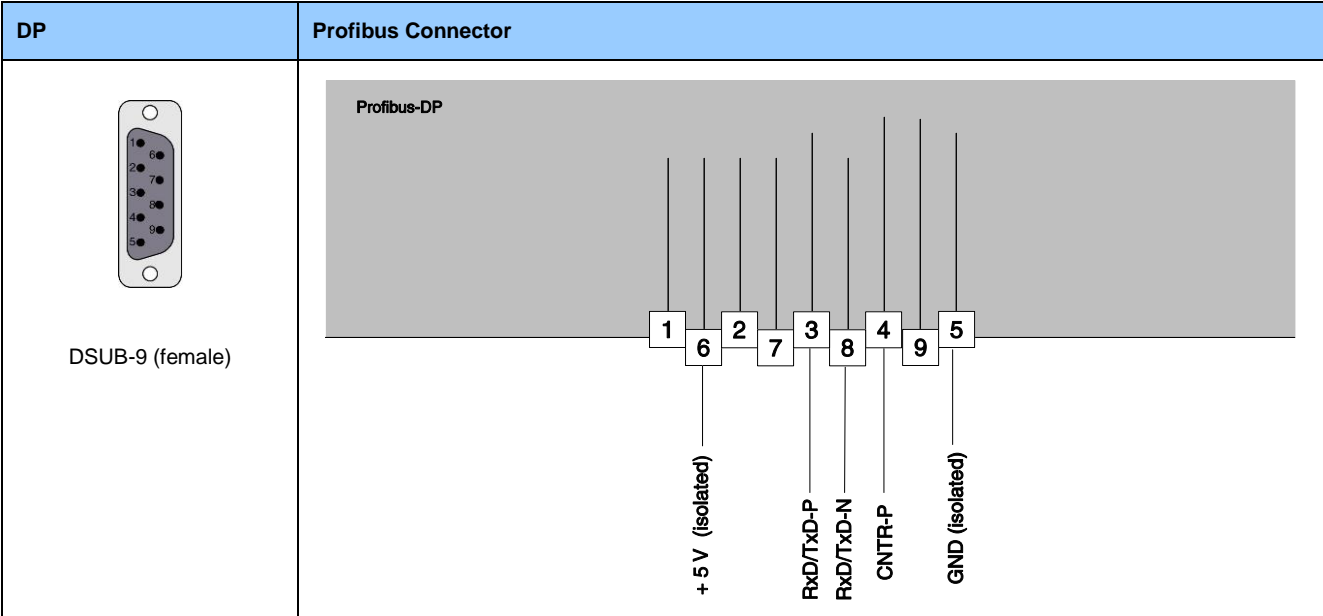 DP
Profibus Connector
1
6
2
7
3
8
4
9
5
DSUB-9 (female)
Profibus-DP
1
6
2
7
3
8
4
9
5
+ 5 V (isolated)
RxD/TxD-P
RxD/TxD-N
CNTR-P
GND (isolated)